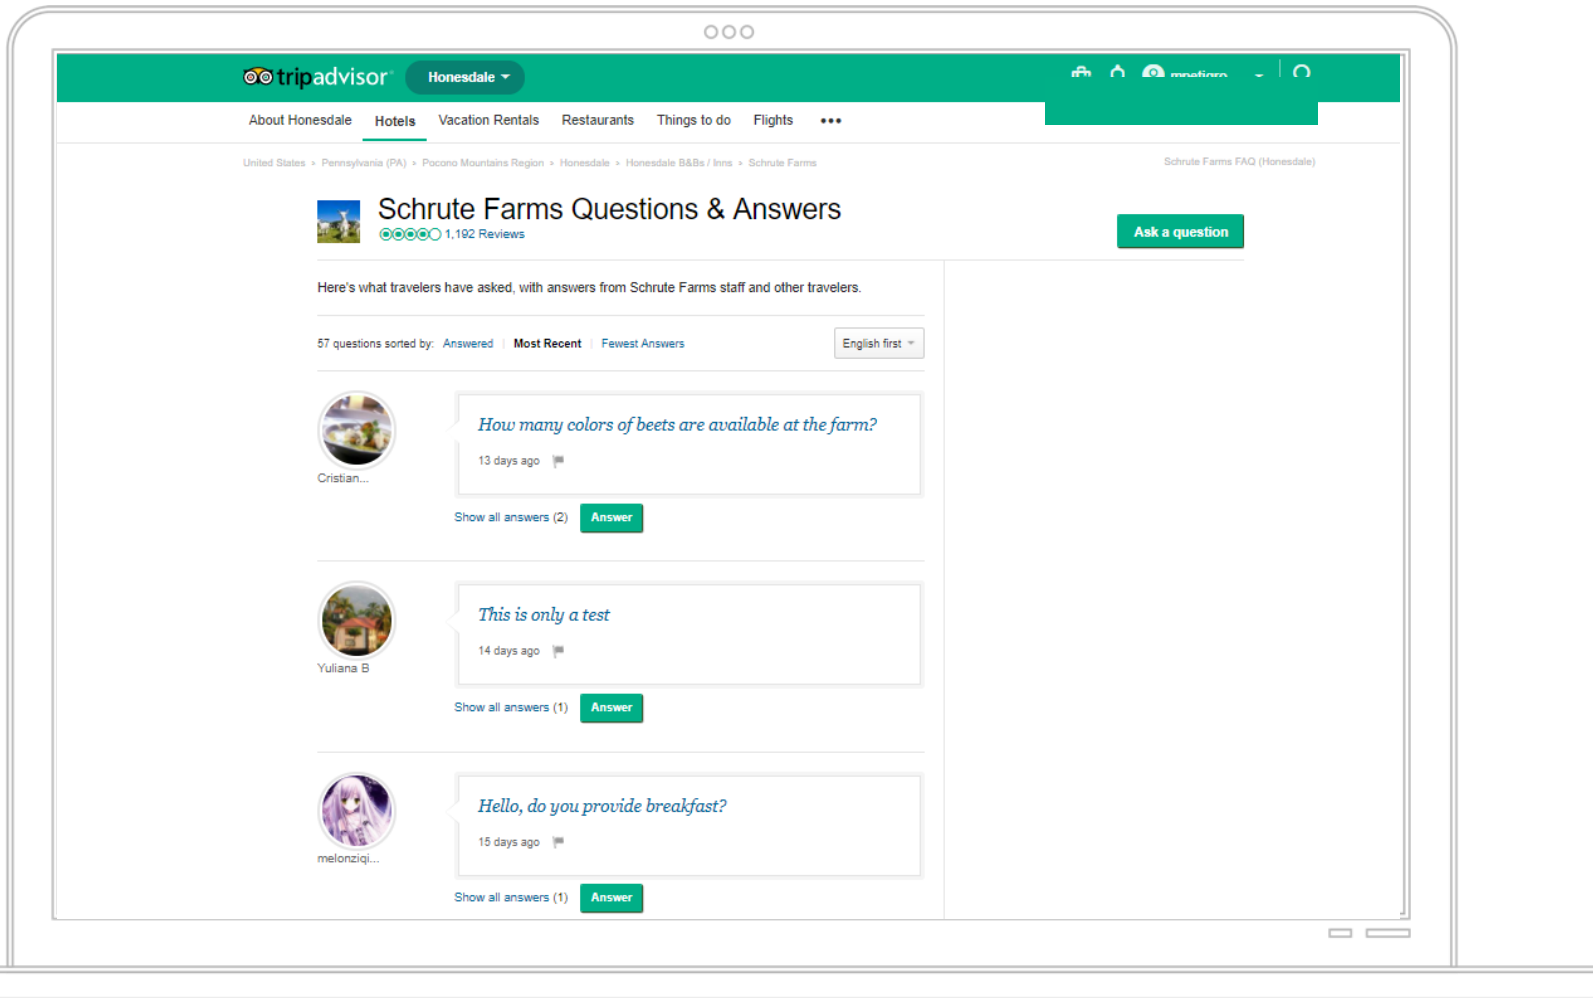 tripadvisor
Honesdale
About Honesdale Hotels Vacation Rentals Restaurants Things to do Flights •••
United States > Pennsylvania (PA) > Pocono Mountains Region > Honesdale > Honesdale B&Bs / Inns > Schrute Farms
Schrute Farms FAQ (Honesdale)
Schrute Farms Questions & Answers
1,192 Reviews
Ask a question
Here's what travelers have asked, with answers from Schrute Farms staff and other travelers.
57 questions sorted by: Answered | Most Recent | Fewest Answers
English first
How many colors of beets are available at the farm?
13 days ago
Cristian...
Show all answers (2) Answer
This is only a test
14 days ago
Yuliana B
Show all answers (1) Answer
Hello, do you provide breakfast?
15 days ago
melonziqi...
Show all answers (1) Answer